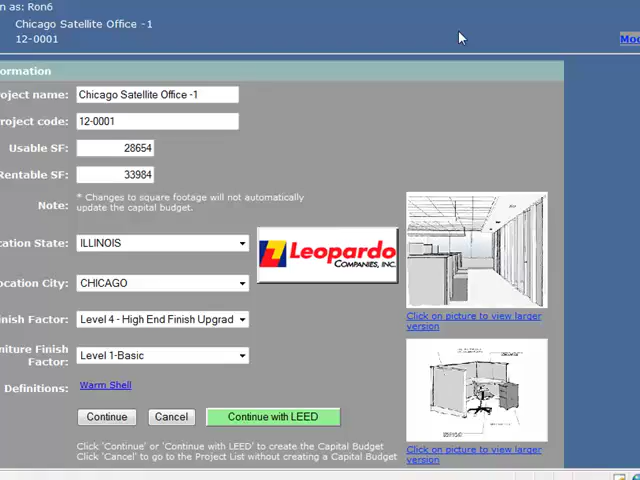 n as: Ron6
Chicago Satellite Office -1
12-0001
Moc
ormation
roject name: Chicago Satellite Office -1
roject code: 12-0001
Usable SF: 28654
Rentable SF: 33984
Note: * Changes to square footage will not automatically
update the capital budget.
cation State: ILLINOIS
Leopardo
COMPANIES, INC.
ocation City: CHICAGO
inish Factor: Level 4 - High End Finish Upgrad
Click on picture to view larger
version
niture Finish
Factor: Level 1-Basic
Definitions: Warm Shell
Continue Cancel Continue with LEED
Click 'Continue' or 'Continue with LEED' to create the Capital Budget
Click 'Cancel' to go to the Project List without creating a Capital Budget
Click on picture to view larger
version